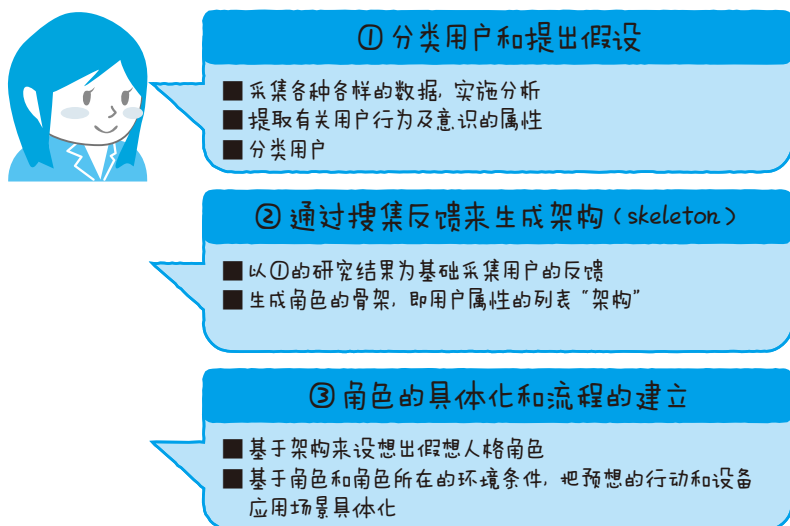 ① 分类用户和提出假设
■ 采集各种各样的数据, 实施分析
■ 提取有关用户行为及意识的属性
■ 分类用户
② 通过搜集反馈来生成架构 ( skeleton )
■ 以①的研究结果为基础采集用户的反馈
■ 生成角色的骨架, 即用户属性的列表 “架构”
③ 角色的具体化和流程的建立
■ 基于架构来设想出假想人格角色
■ 基于角色和角色所在的环境条件, 把预想的行动和设备
应用场景具体化